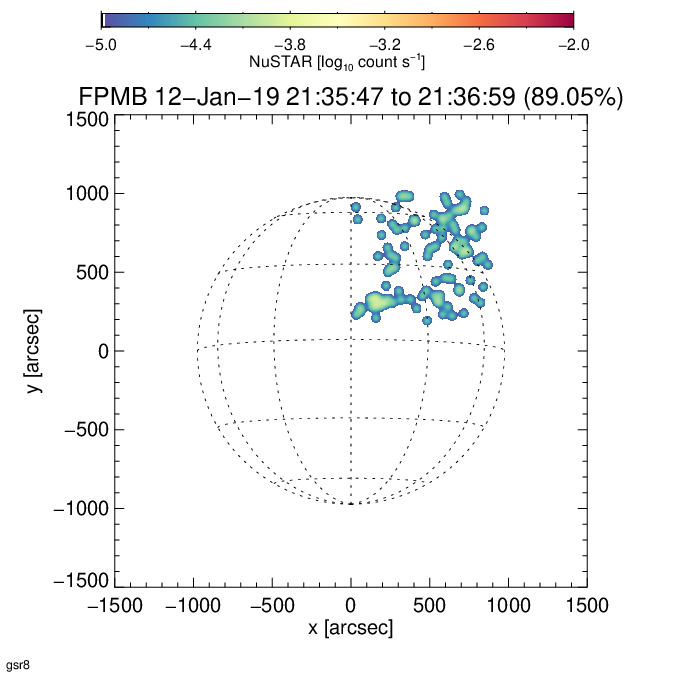 −5.0 −4.4 −3.8 −3.2 −2.6 −2.0
NuSTAR [log₁₀ count s⁻¹]
FPMB 12−Jan−19 21:35:47 to 21:36:59 (89.05%)
1500
1000
500
0
−500
−1000
−1500
y [arcsec]
−1500 −1000 −500 0 500 1000 1500
x [arcsec]
gsr8